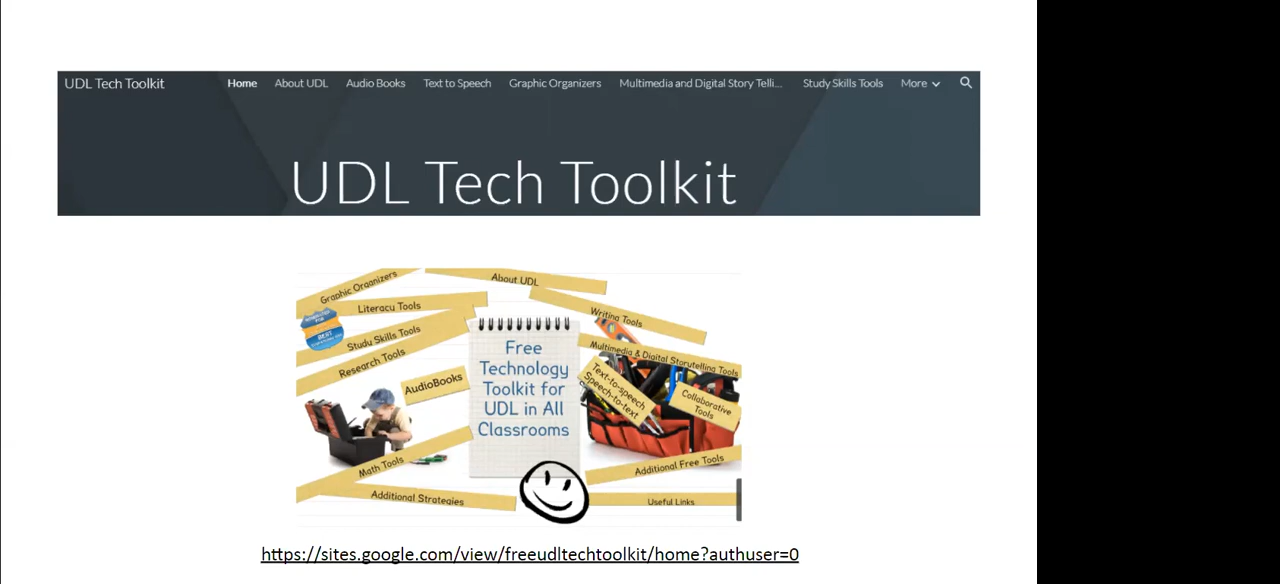 UDL Tech Toolkit
Home
About UDL
Audio Books
Text to Speech
Graphic Organizers
Multimedia and Digital Story Telli...
Study Skills Tools
More
UDL Tech Toolkit
Graphic Organizers
About UDL
Literacy Tools
Writing Tools
BEST
Study Skills Tools
Research Tools
Multimedia & Digital Storytelling Tools
AudioBooks
Free
Technology
Toolkit for
UDL in All
Classrooms
Text-to-speech
Speech-to-text
Collaborative
Tools
Math Tools
Additional Free Tools
Additional Strategies
Useful Links
https://sites.google.com/view/freeudltechtoolkit/home?authuser=0